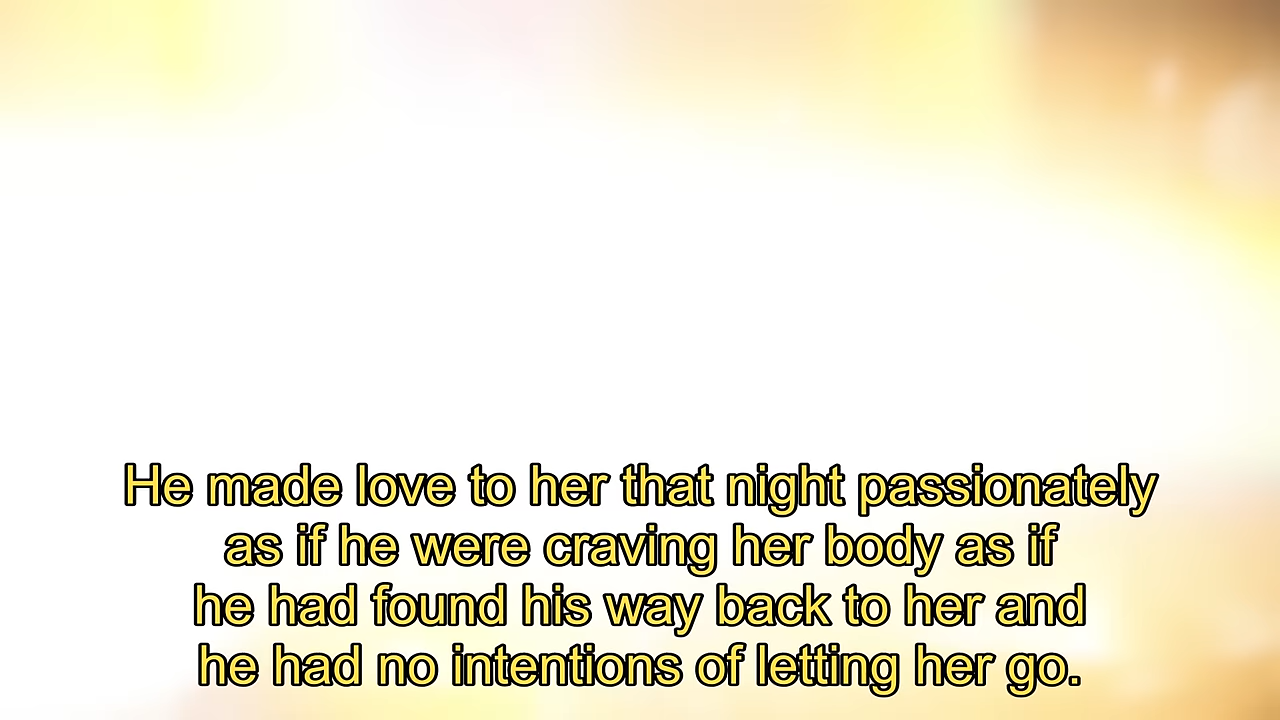 He made love to her that night passionately
as if he were craving her body as if
he had found his way back to her and
he had no intentions of letting her go.